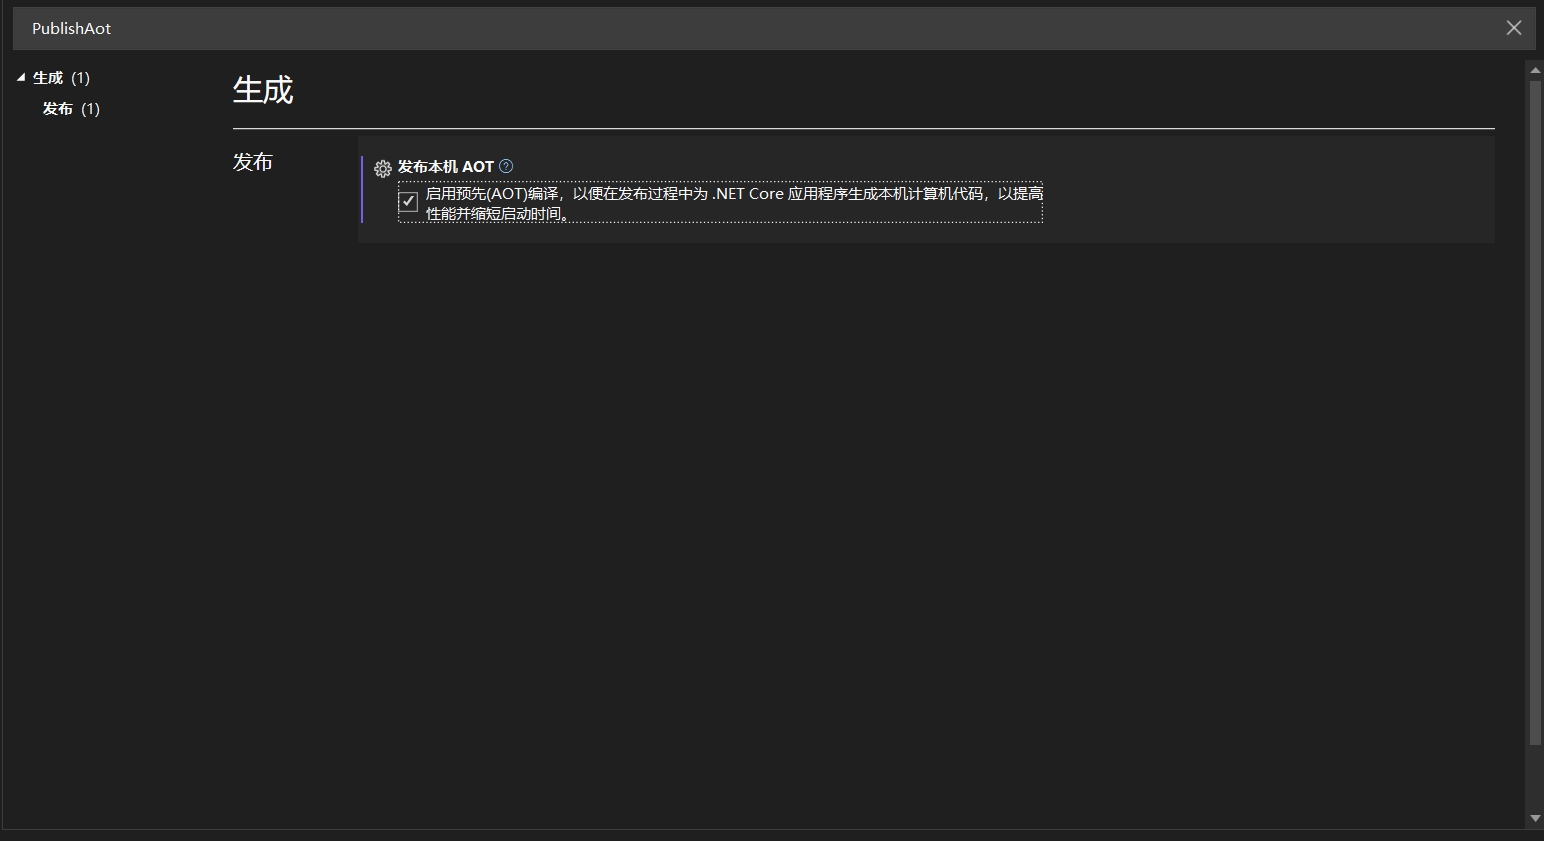 PublishAot
生成 (1)
发布 (1)
生成
发布
发布本机 AOT
启用预先(AOT)编译，以便在发布过程中为 .NET Core 应用程序生成本机计算机代码，以提高
性能并缩短启动时间。